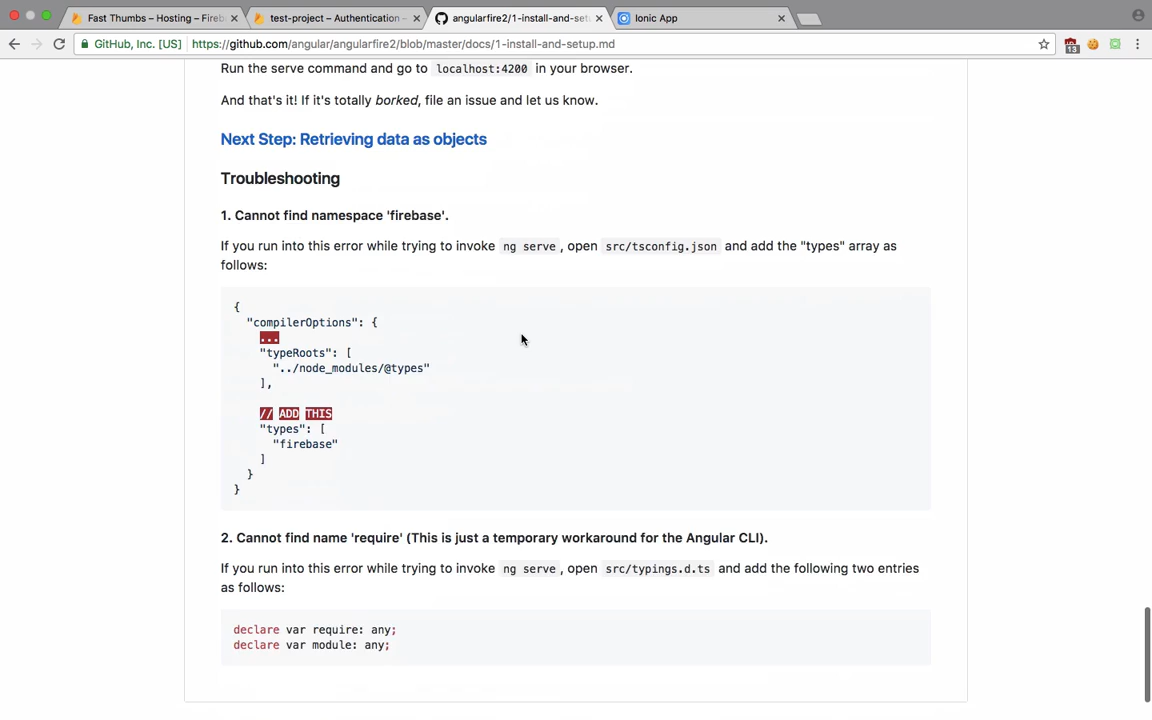 Fast Thumbs – Hosting – Fireb
test-project – Authentication –
angularfire2/1-install-and-set
Ionic App
GitHub, Inc. [US]
https://github.com/angular/angularfire2/blob/master/docs/1-install-and-setup.md
13
Run the serve command and go to localhost:4200 in your browser.
And that's it! If it's totally borked, file an issue and let us know.
Next Step: Retrieving data as objects
Troubleshooting
1. Cannot find namespace 'firebase'.
If you run into this error while trying to invoke ng serve , open src/tsconfig.json and add the "types" array as
follows:
{
"compilerOptions": {
...
"typeRoots": [
"../node_modules/@types"
],
// ADD THIS
"types": [
"firebase"
]
}
}
2. Cannot find name 'require' (This is just a temporary workaround for the Angular CLI).
If you run into this error while trying to invoke ng serve , open src/typings.d.ts and add the following two entries
as follows:
declare var require: any;
declare var module: any;